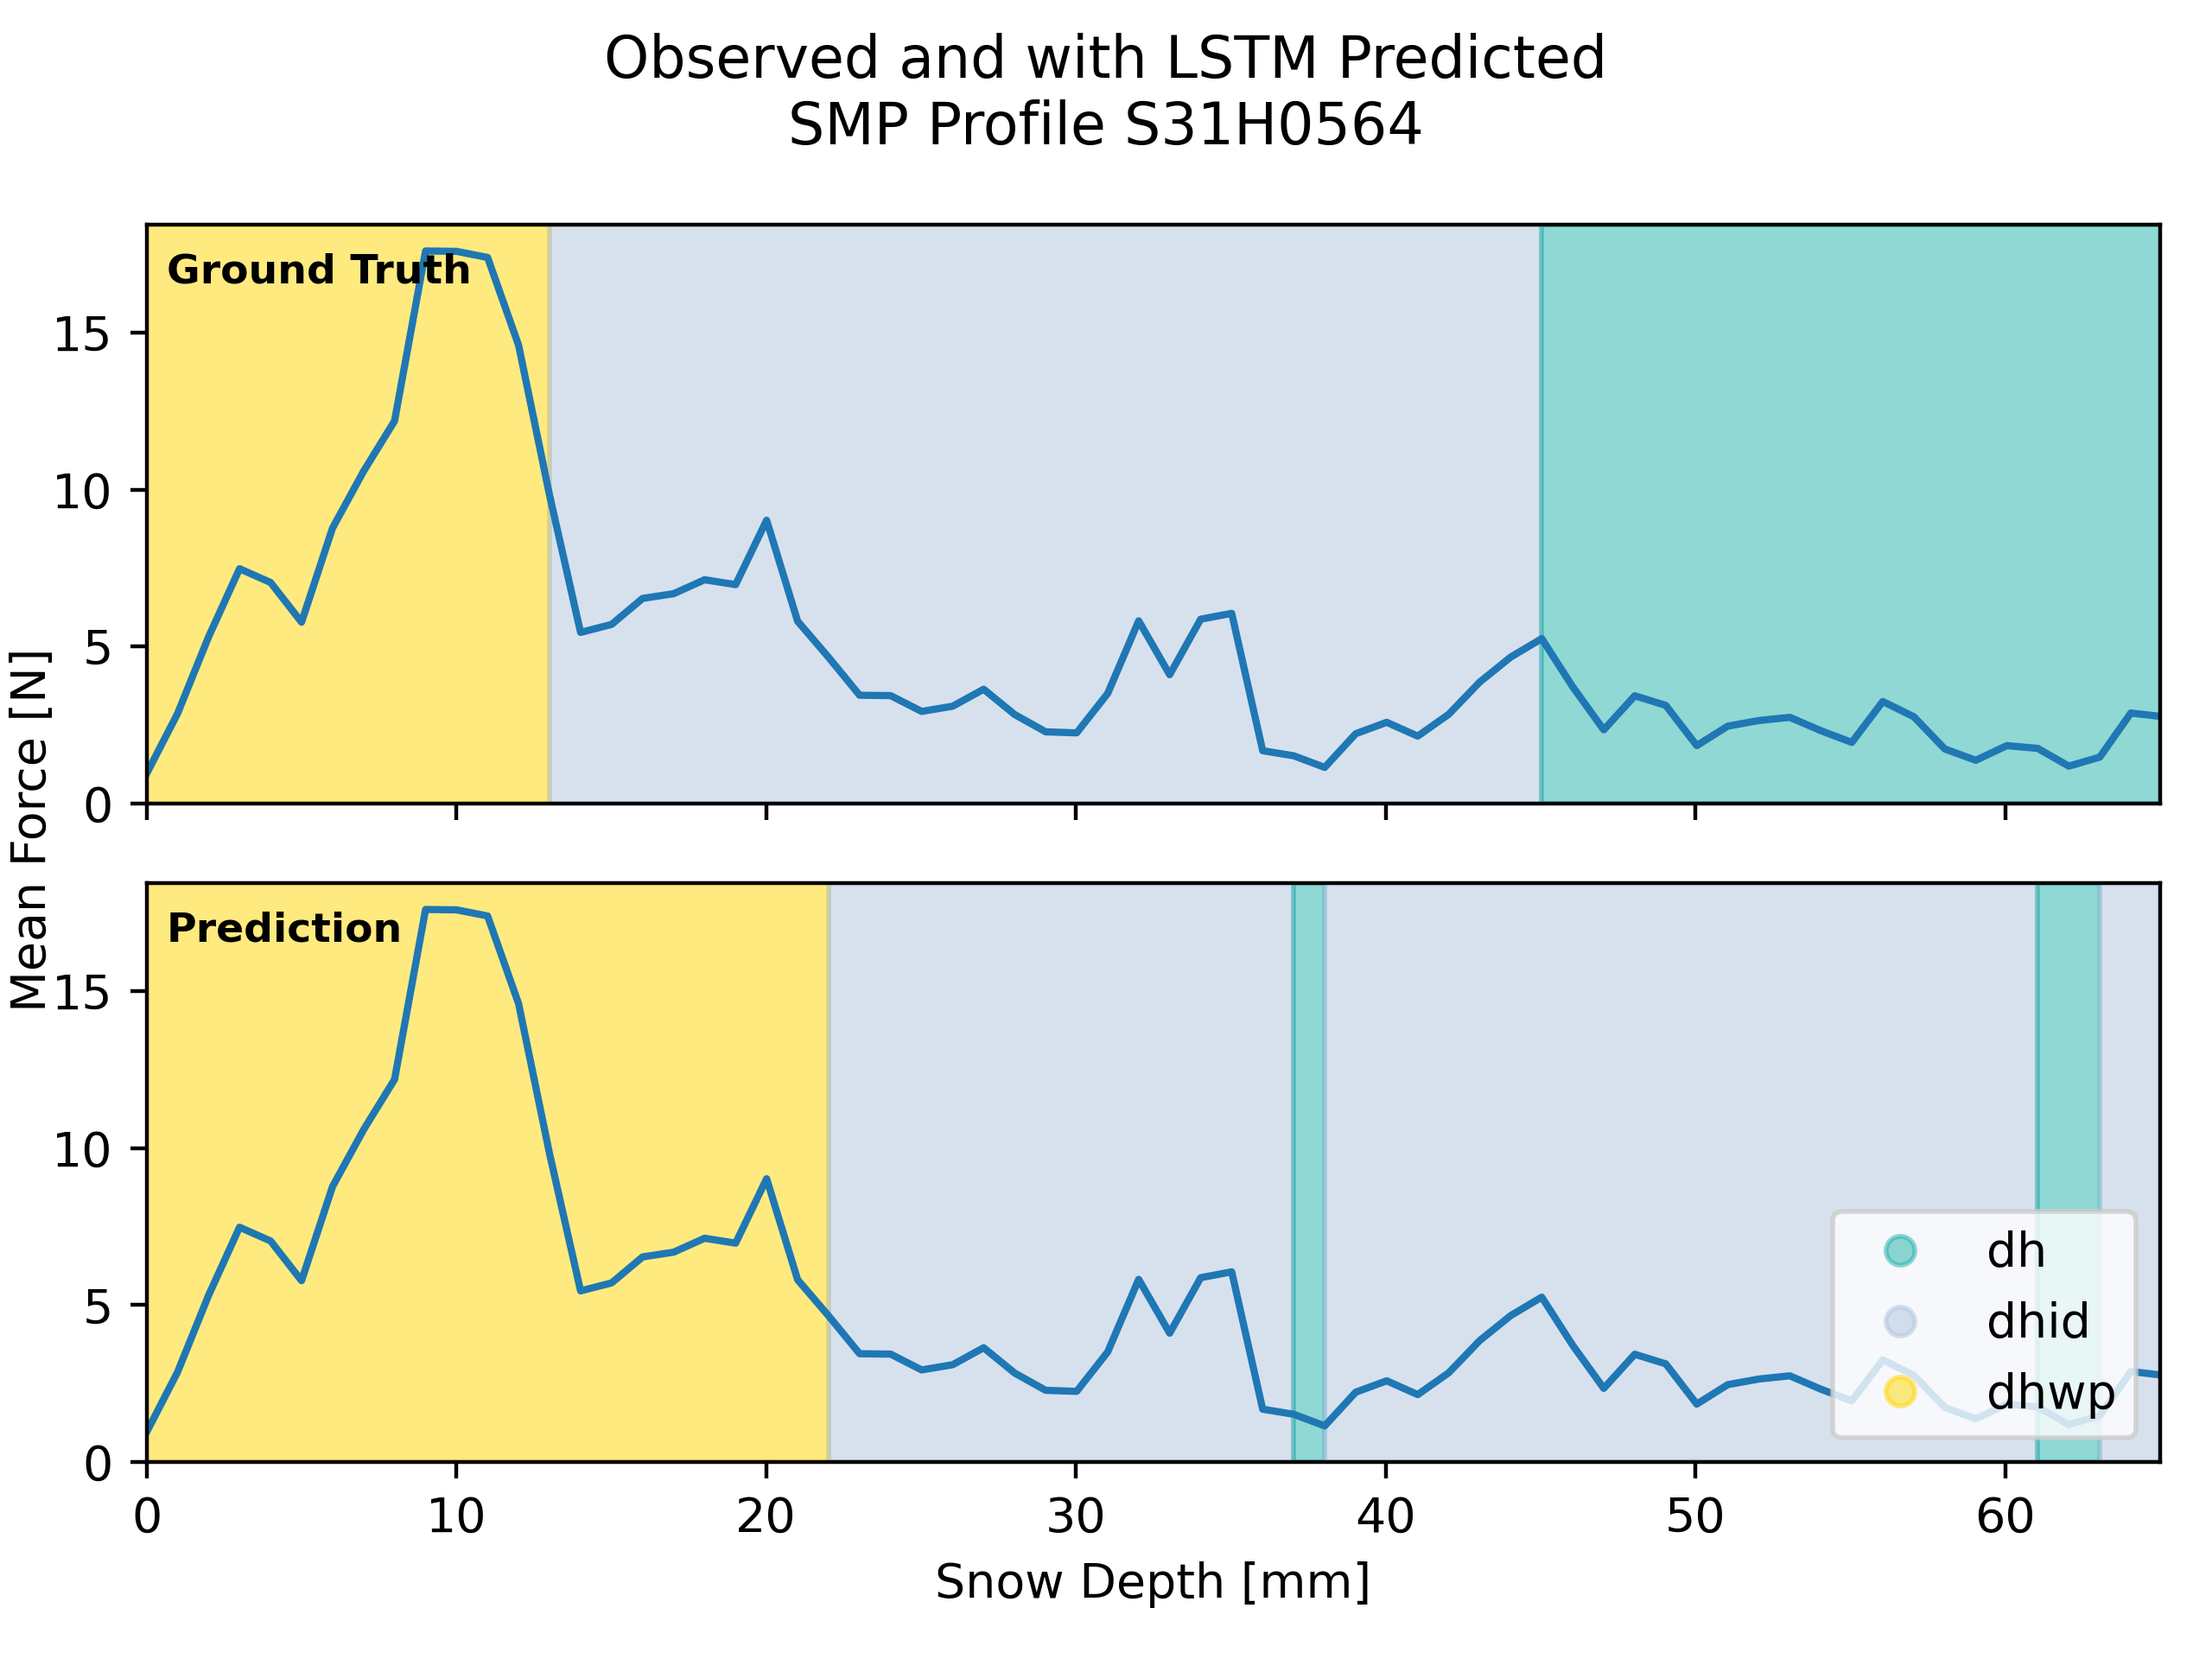 Observed and with LSTM Predicted
SMP Profile S31H0564
Ground Truth
15
10
5
0
Mean Force [N]
Prediction
15
10
5
0
dh
dhid
dhwp
0 10 20 30 40 50 60
Snow Depth [mm]